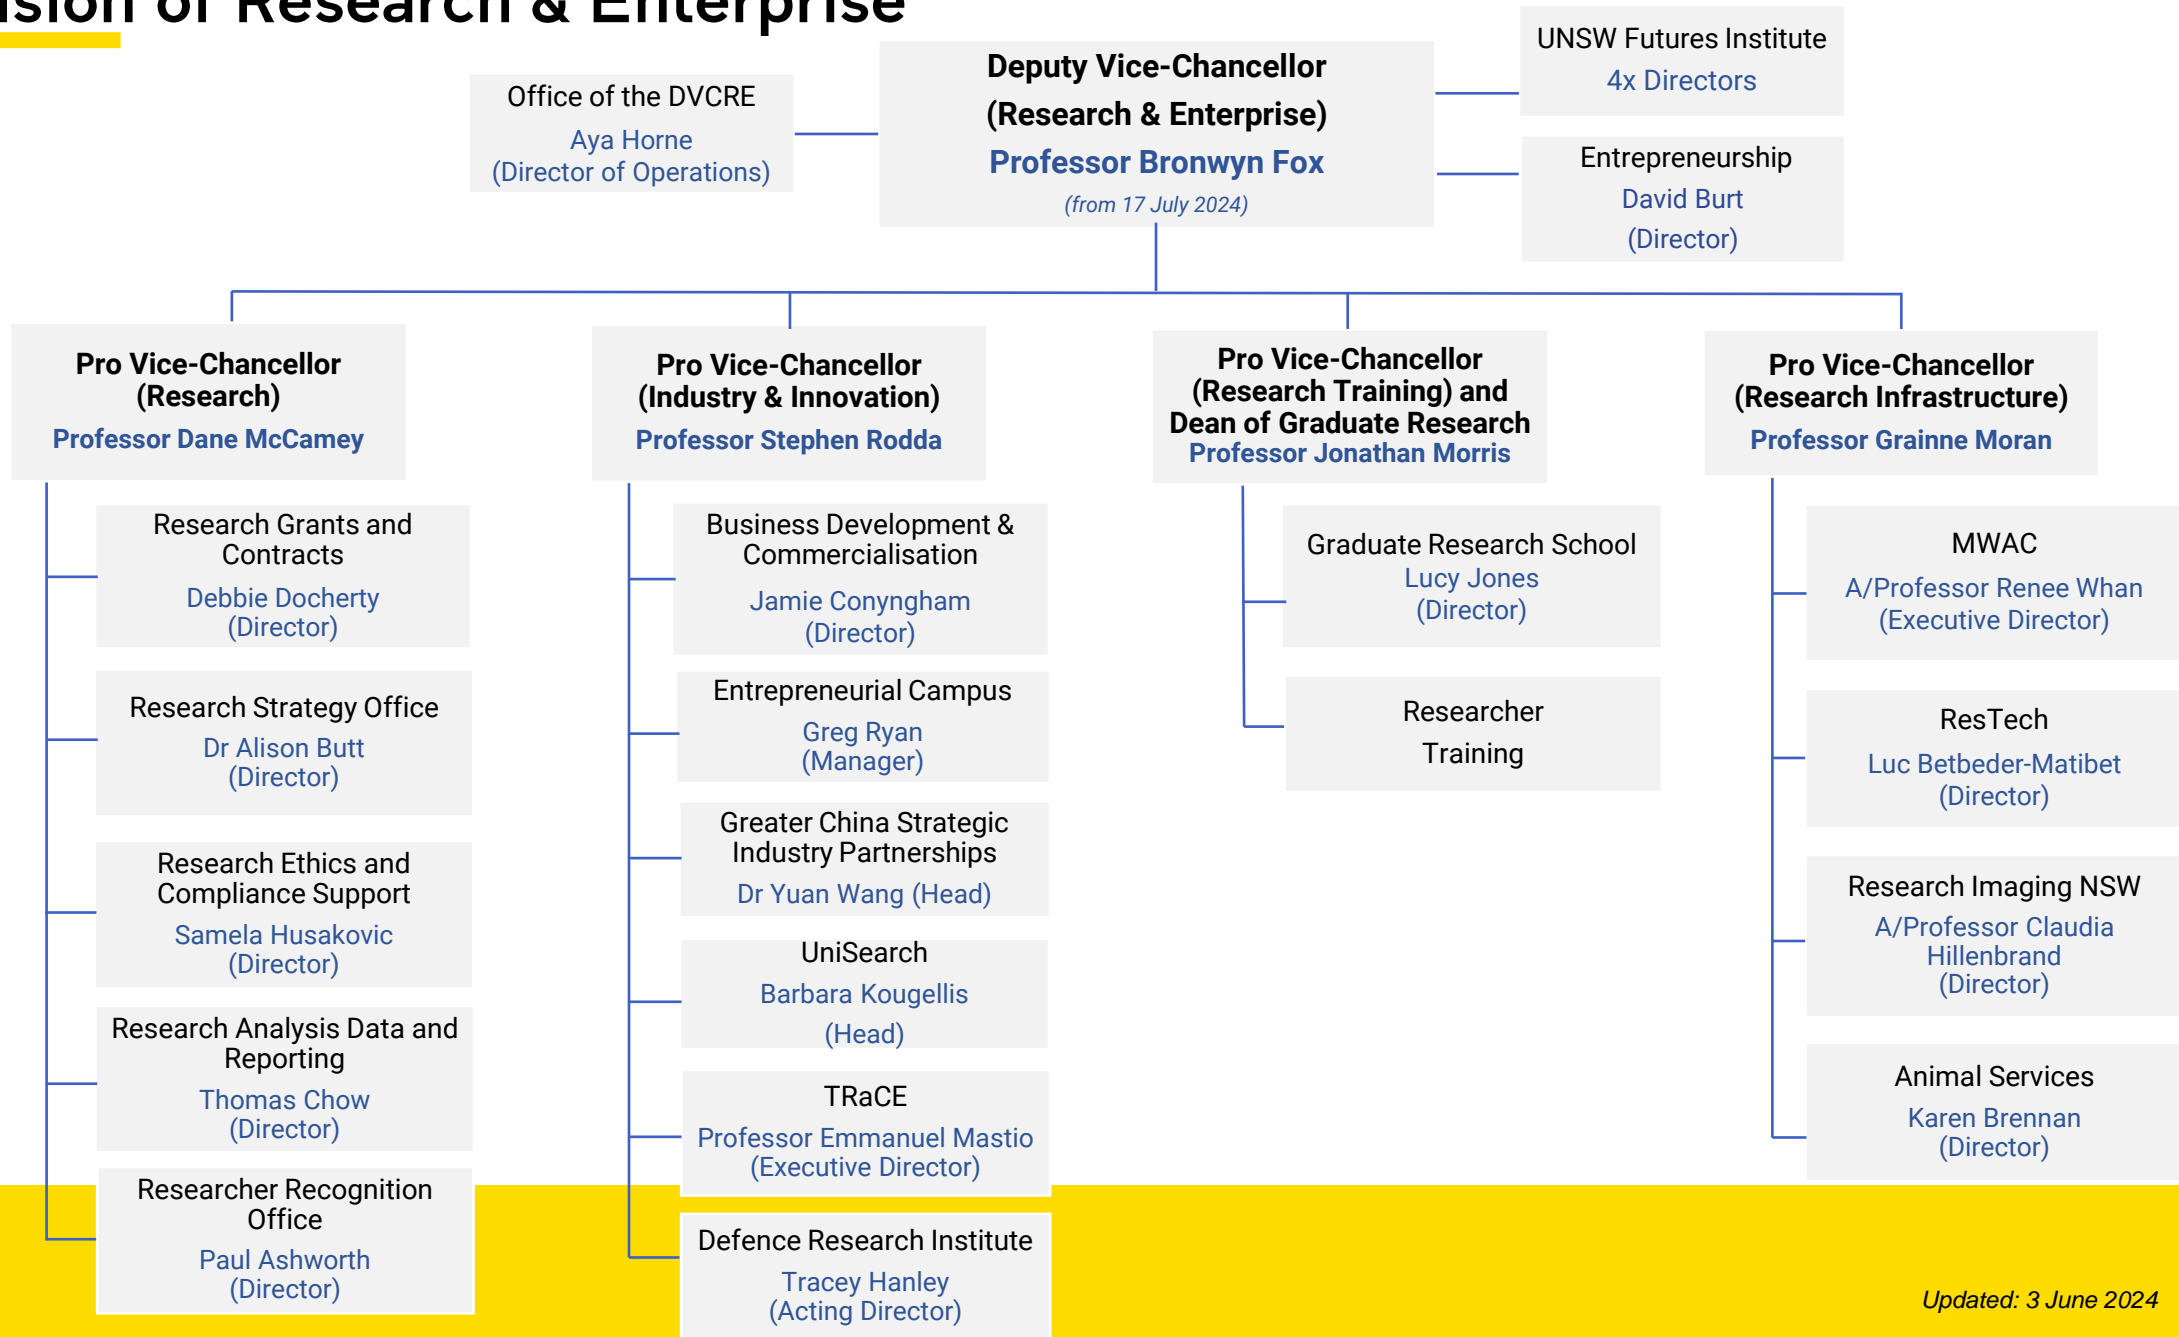 of Research & Enterprise
Office of the DVCRE
Aya Horne
(Director of Operations)
Deputy Vice-Chancellor
(Research & Enterprise)
Professor Bronwyn Fox
(from 17 July 2024)
UNSW Futures Institute
4x Directors
Entrepreneurship
David Burt
(Director)
Pro Vice-Chancellor
(Research)
Professor Dane McCamey
Research Grants and
Contracts
Debbie Docherty
(Director)
Research Strategy Office
Dr Alison Butt
(Director)
Research Ethics and
Compliance Support
Samela Husakovic
(Director)
Research Analysis Data and
Reporting
Thomas Chow
(Director)
Researcher Recognition
Office
Paul Ashworth
(Director)
Pro Vice-Chancellor
(Industry & Innovation)
Professor Stephen Rodda
Business Development &
Commercialisation
Jamie Conyngham
(Director)
Entrepreneurial Campus
Greg Ryan
(Manager)
Greater China Strategic
Industry Partnerships
Dr Yuan Wang (Head)
UniSearch
Barbara Kougellis
(Head)
TRaCE
Professor Emmanuel Mastio
(Executive Director)
Defence Research Institute
Tracey Hanley
(Acting Director)
Pro Vice-Chancellor
(Research Training) and
Dean of Graduate Research
Professor Jonathan Morris
Graduate Research School
Lucy Jones
(Director)
Researcher
Training
Pro Vice-Chancellor
(Research Infrastructure)
Professor Grainne Moran
MWAC
A/Professor Renee Whan
(Executive Director)
ResTech
Luc Betbeder-Matibet
(Director)
Research Imaging NSW
A/Professor Claudia
Hillenbrand
(Director)
Animal Services
Karen Brennan
(Director)
Updated: 3 June 2024